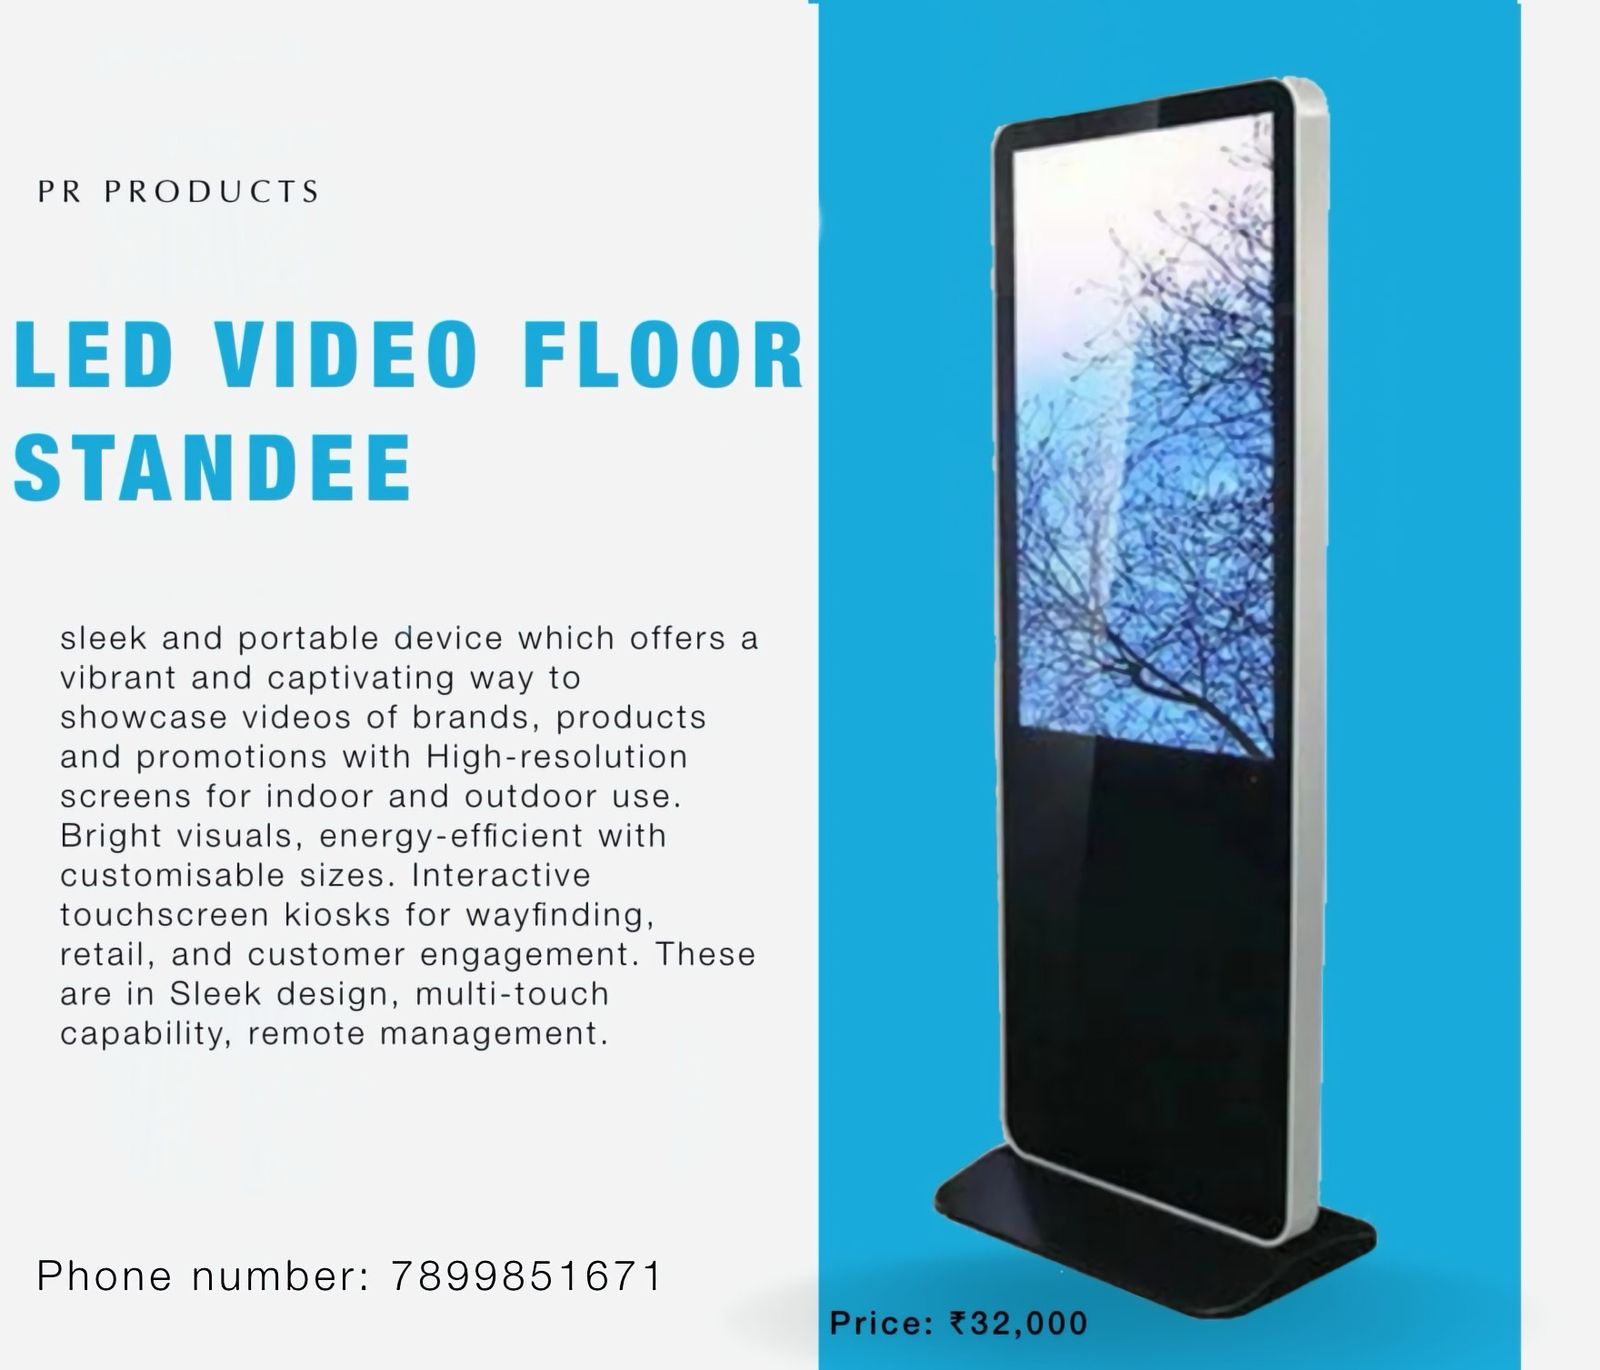 PR PRODUCTS
LED VIDEO FLOOR
STANDEE
sleek and portable device which offers a
vibrant and captivating way to
showcase videos of brands, products
and promotions with High-resolution
screens for indoor and outdoor use.
Bright visuals, energy-efficient with
customisable sizes. Interactive
touchscreen kiosks for wayfinding,
retail, and customer engagement. These
are in Sleek design, multi-touch
capability, remote management.
Phone number: 7899851671
Price: ₹32,000